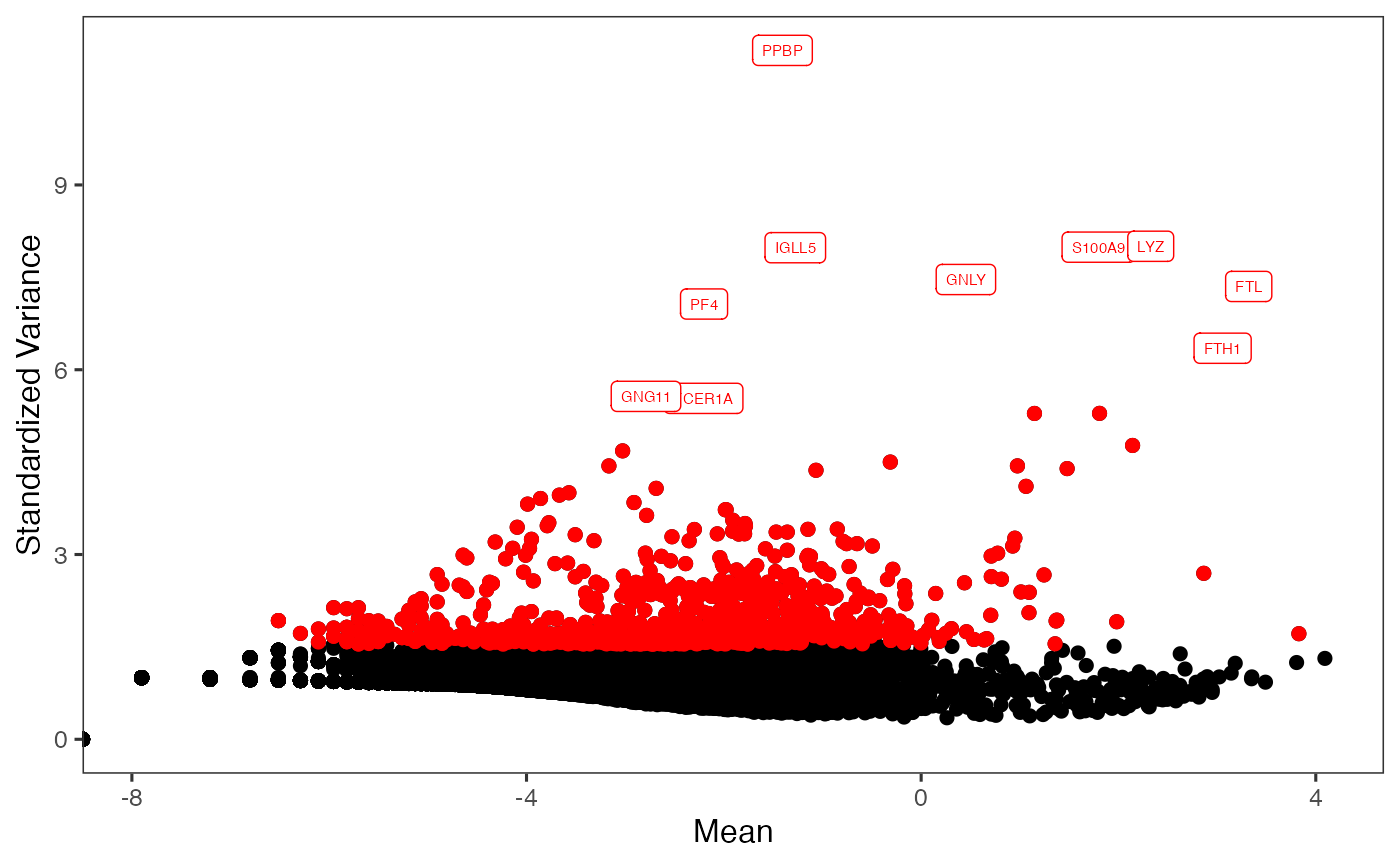 PPBP
9
IGLL5
S100A9
LYZ
GNLY
FTL
PF4
FTH1
6
GNG11
CER1A
3
0
-8
-4
0
4
Mean
Standardized Variance